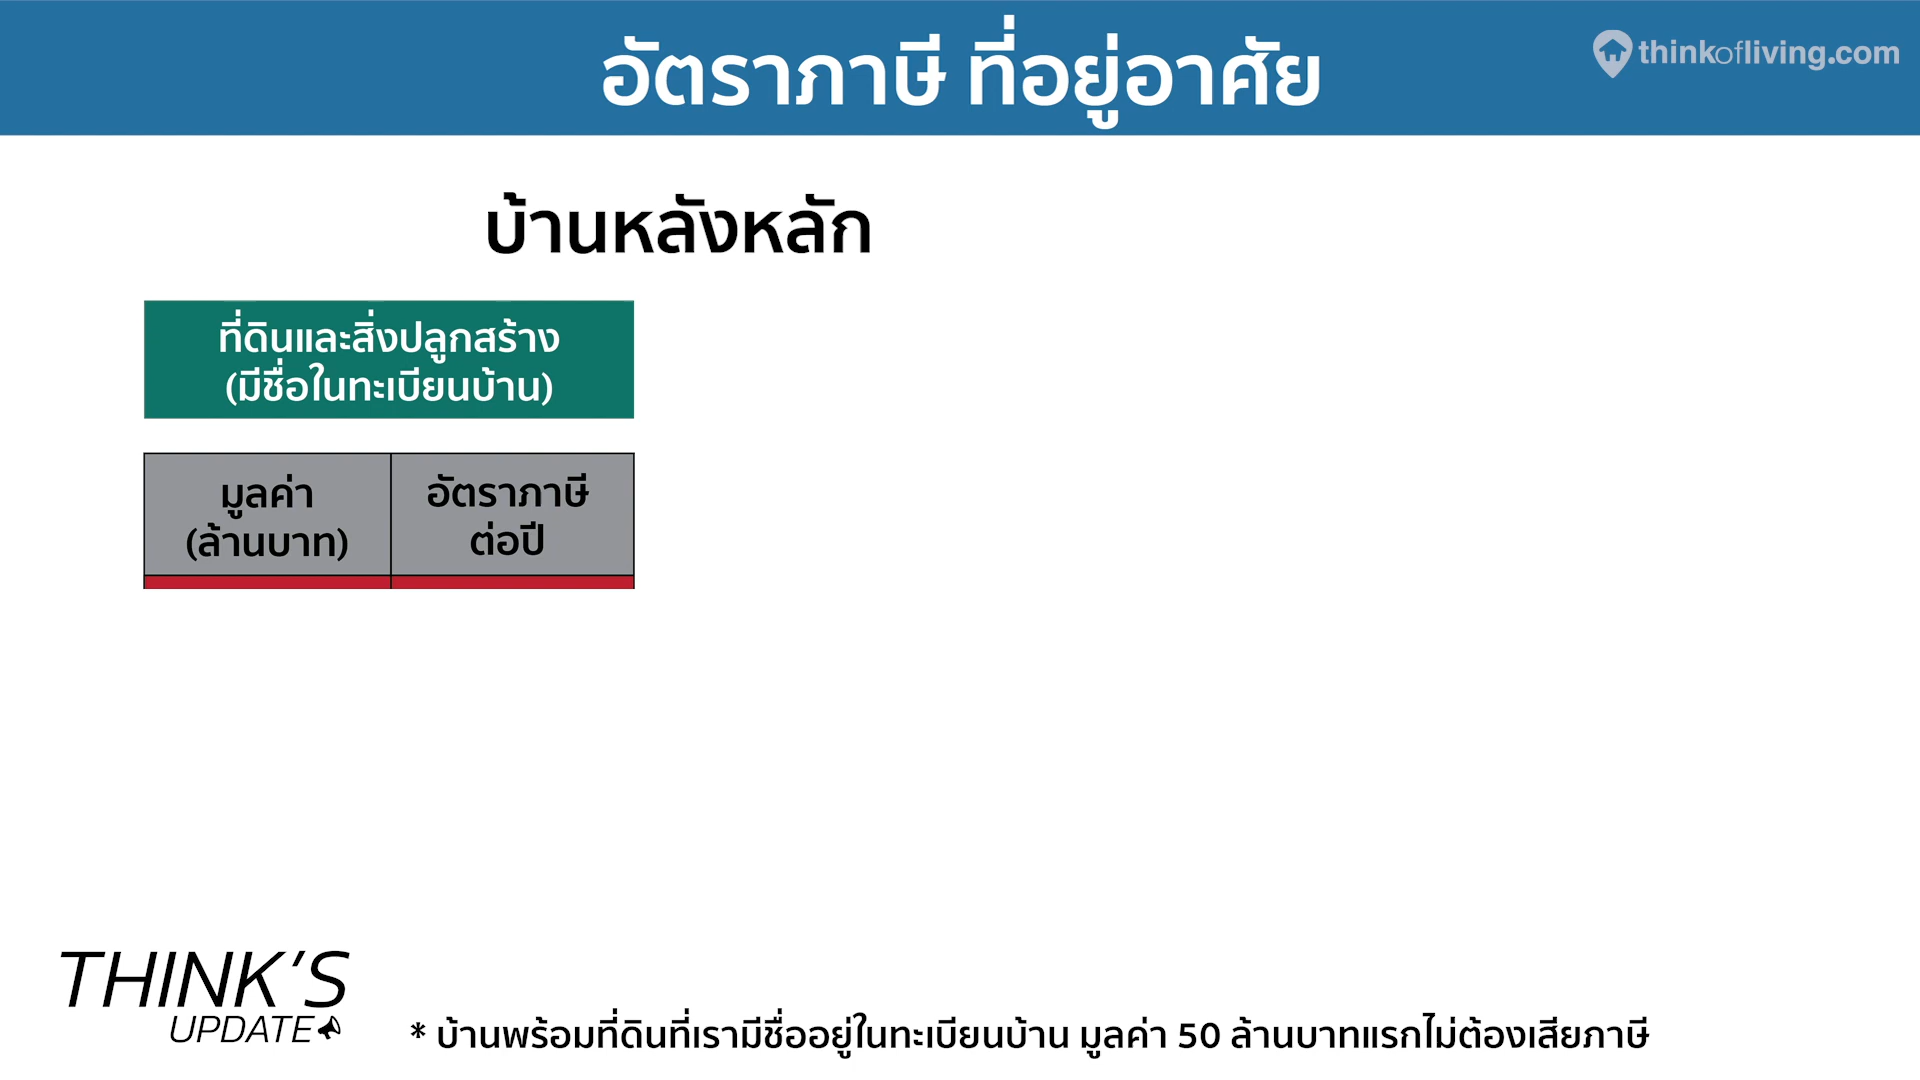 อัตราภาษี ที่อยู่อาศัย
thinkofliving.com
บ้านหลังหลัก
ที่ดินและสิ่งปลูกสร้าง
(มีชื่อในทะเบียนบ้าน)
มูลค่า
(ล้านบาท)
อัตราภาษี
ต่อปี
THINK'S
UPDATE
* บ้านพร้อมที่ดินที่เรามีชื่ออยู่ในทะเบียนบ้าน มูลค่า 50 ล้านบาทแรกไม่ต้องเสียภาษี